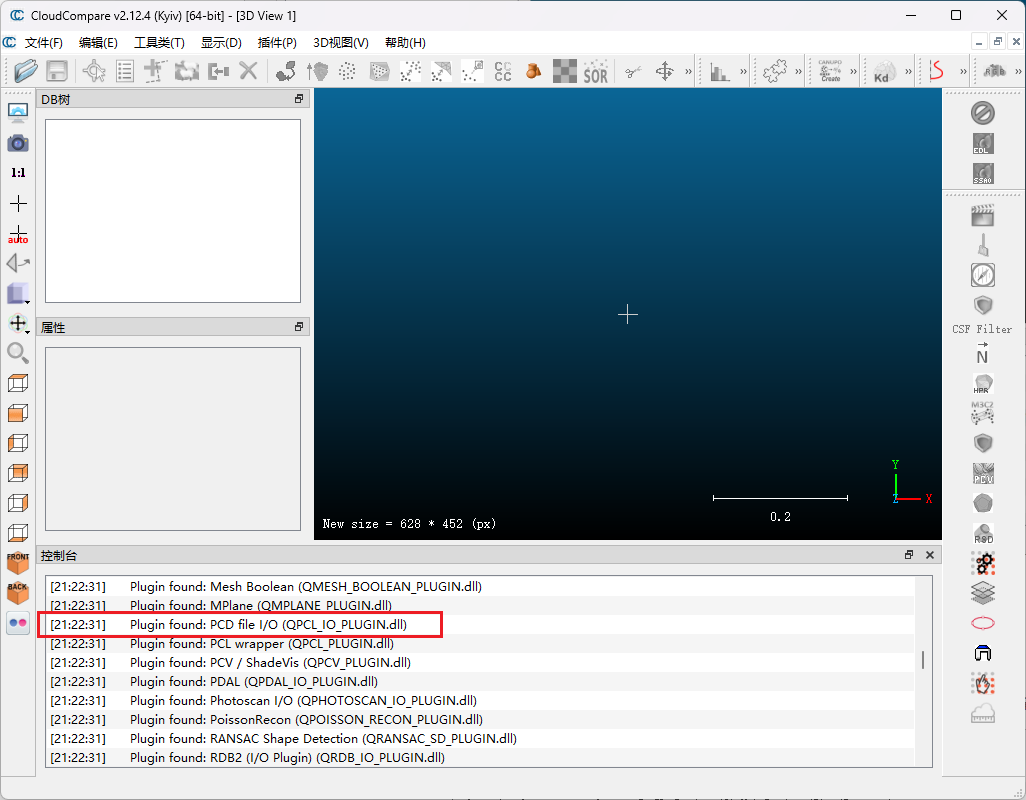 CloudCompare v2.12.4 (Kyiv) [64-bit] - [3D View 1]
文件(F) 编辑(E) 工具类(T) 显示(D) 插件(P) 3D视图(V) 帮助(H)
CC
CC
SOR
CANUPO
Create
Kd
DB树
EDL
1:1
SSAO
auto
CSF Filter
N
属性
HPR
M3C2
PCV
RSD
Y
Z
X
0.2
New size = 628 * 452 (px)
FRONT
BACK
控制台
[21:22:31] Plugin found: Mesh Boolean (QMESH_BOOLEAN_PLUGIN.dll)
[21:22:31] Plugin found: MPlane (QMPLANE_PLUGIN.dll)
[21:22:31] Plugin found: PCD file I/O (QPCL_IO_PLUGIN.dll)
[21:22:31] Plugin found: PCL wrapper (QPCL_PLUGIN.dll)
[21:22:31] Plugin found: PCV / ShadeVis (QPCV_PLUGIN.dll)
[21:22:31] Plugin found: PDAL (QPDAL_IO_PLUGIN.dll)
[21:22:31] Plugin found: Photoscan I/O (QPHOTOSCAN_IO_PLUGIN.dll)
[21:22:31] Plugin found: PoissonRecon (QPOISSON_RECON_PLUGIN.dll)
[21:22:31] Plugin found: RANSAC Shape Detection (QRANSAC_SD_PLUGIN.dll)
[21:22:31] Plugin found: RDB2 (I/O Plugin) (QRDB_IO_PLUGIN.dll)